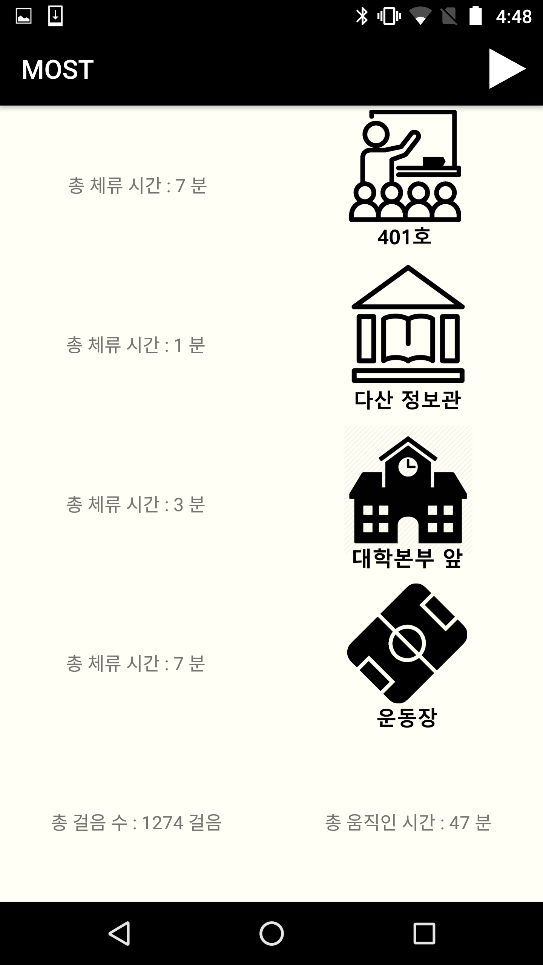 4:48
MOST
총 체류 시간 : 7 분
401호
총 체류 시간 : 1 분
다산 정보관
총 체류 시간 : 3 분
대학본부 앞
총 체류 시간 : 7 분
운동장
총 걸음 수 : 1274 걸음
총 움직인 시간 : 47 분